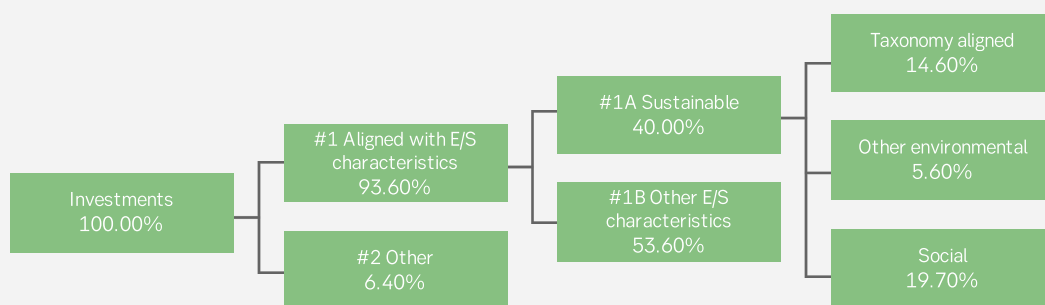 Investments
100.00%
#1 Aligned with E/S
characteristics
93.60%
#2 Other
6.40%
#1A Sustainable
40.00%
#1B Other E/S
characteristics
53.60%
Taxonomy aligned
14.60%
Other environmental
5.60%
Social
19.70%